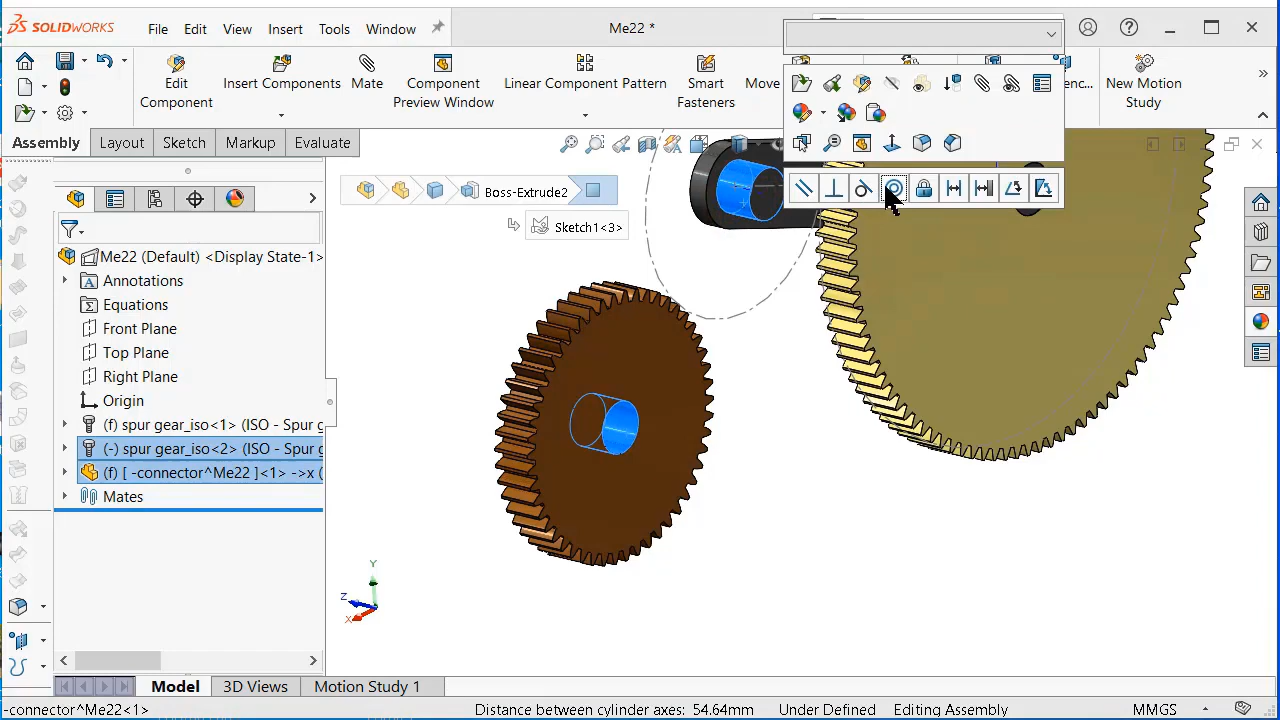 SOLIDWORKS
File Edit View Insert Tools Window
Me22 *
Edit Component
Insert Components
Mate
Component Preview Window
Linear Component Pattern
Smart Fasteners
Move
New Motion Study
Assembly Layout Sketch Markup Evaluate
Boss-Extrude2
Sketch1<3>
Me22 (Default) <Display State-1>
Annotations
Equations
Front Plane
Top Plane
Right Plane
Origin
(f) spur gear_iso<1> (ISO - Spur g
(-) spur gear_iso<2> (ISO - Spur g
(f) [ -connector^Me22 ]<1> ->x (
Mates
Y
Z
X
Model 3D Views Motion Study 1
-connector^Me22<1> Distance between cylinder axes: 54.64mm Under Defined Editing Assembly MMGS